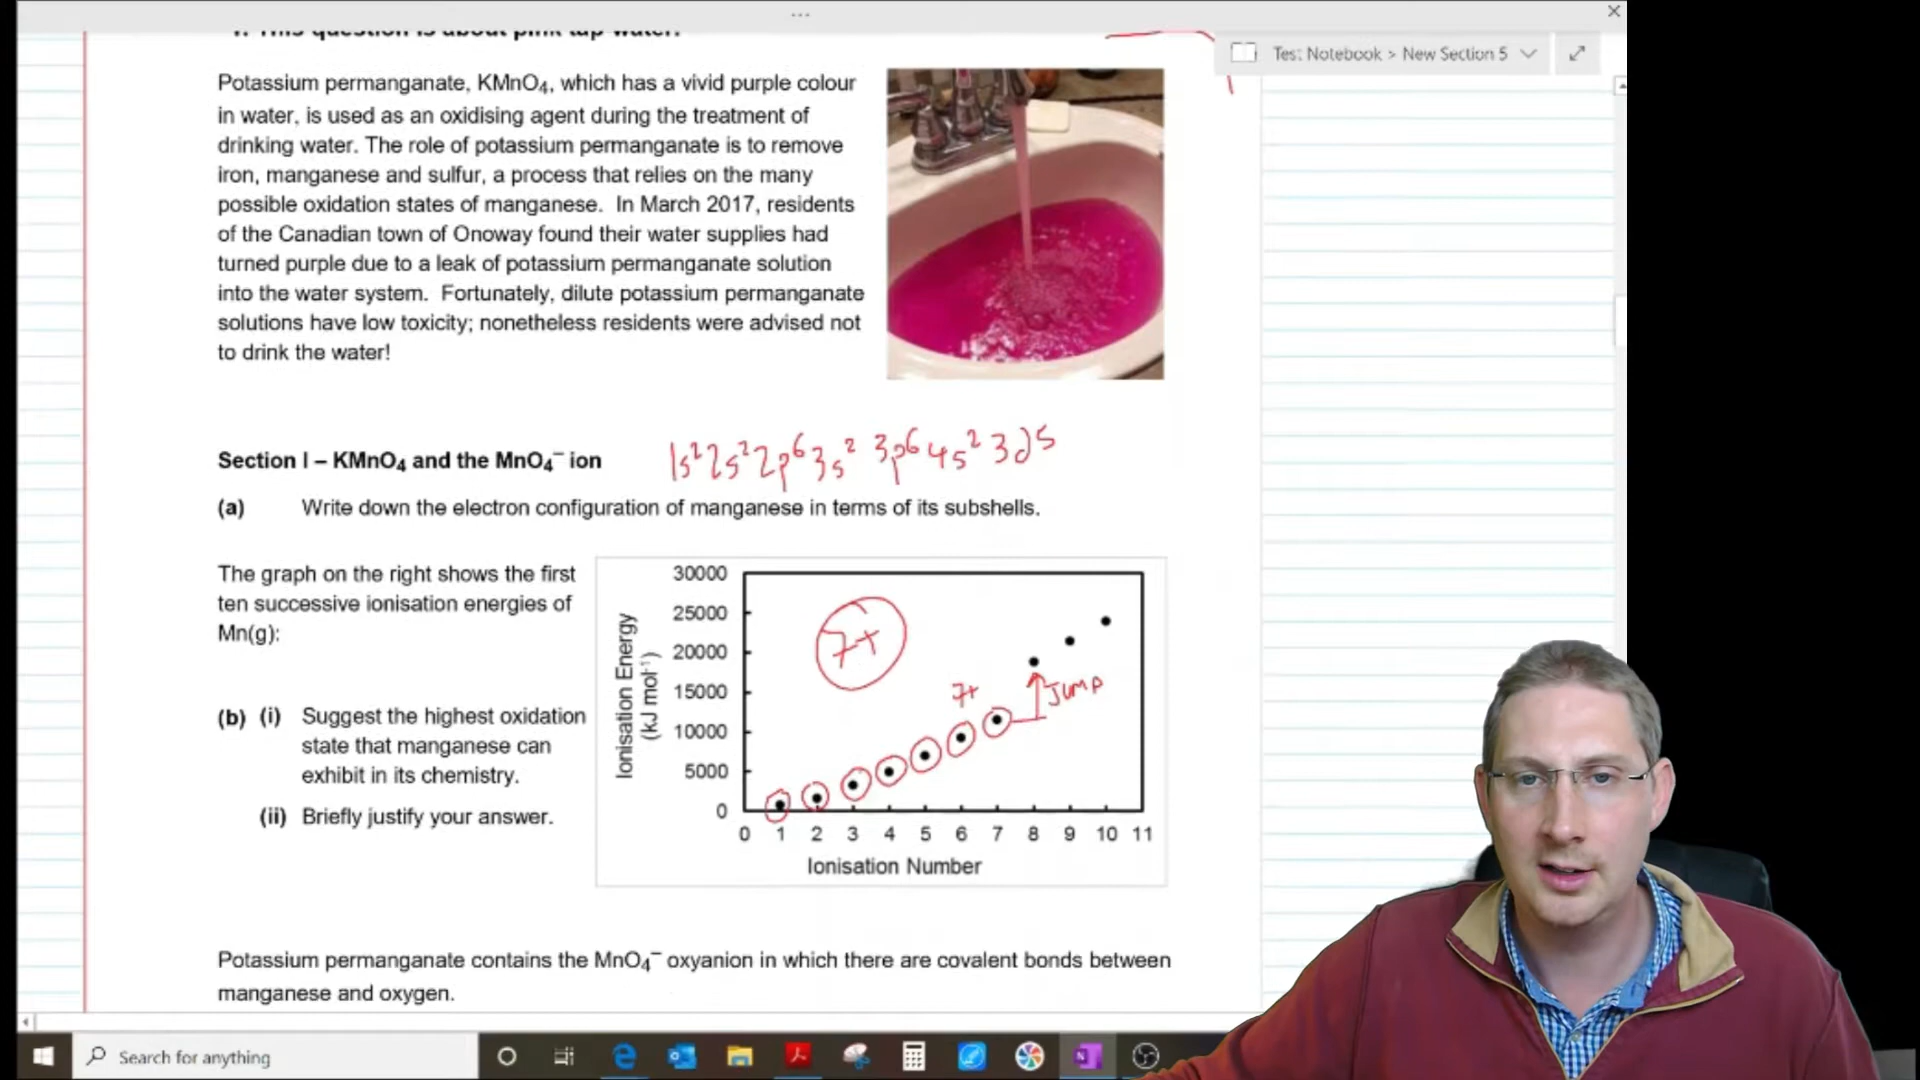 ...
1. This question is about pink tap water.
Test Notebook > New Section 5
Potassium permanganate, KMnO₄, which has a vivid purple colour
in water, is used as an oxidising agent during the treatment of
drinking water. The role of potassium permanganate is to remove
iron, manganese and sulfur, a process that relies on the many
possible oxidation states of manganese. In March 2017, residents
of the Canadian town of Onoway found their water supplies had
turned purple due to a leak of potassium permanganate solution
into the water system. Fortunately, dilute potassium permanganate
solutions have low toxicity; nonetheless residents were advised not
to drink the water!
1s² 2s² 2p⁶ 3s² 3p⁶ 4s² 3d⁵
Section I – KMnO₄ and the MnO₄⁻ ion
(a) Write down the electron configuration of manganese in terms of its subshells.
The graph on the right shows the first
ten successive ionisation energies of
Mn(g):
(b) (i) Suggest the highest oxidation
state that manganese can
exhibit in its chemistry.
(ii) Briefly justify your answer.
Ionisation Energy
(kJ mol⁻¹)
30000
25000
20000
15000
10000
5000
0
7+
7+
Jump
0 1 2 3 4 5 6 7 8 9 10 11
Ionisation Number
Potassium permanganate contains the MnO₄⁻ oxyanion in which there are covalent bonds between
manganese and oxygen.
Search for anything